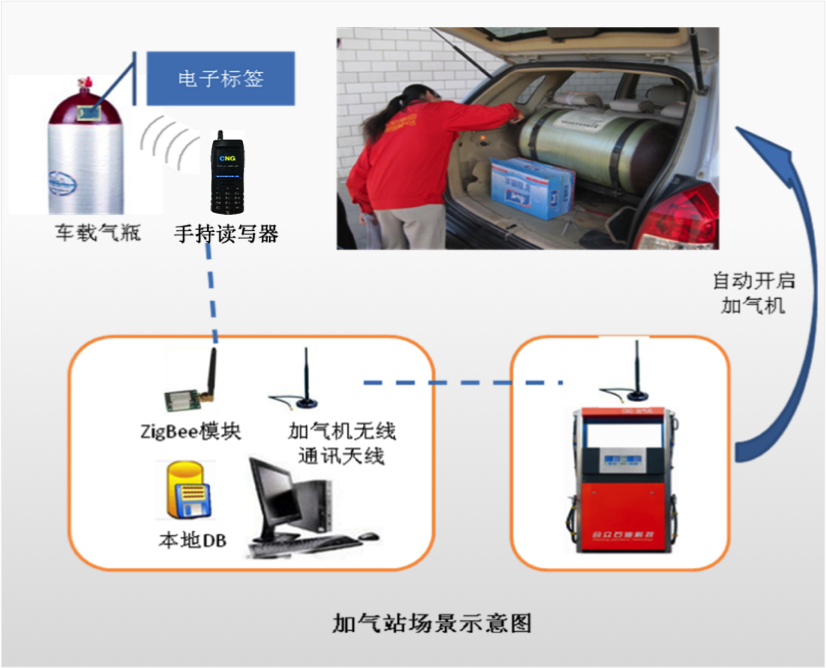 电子标签
CNG
车载气瓶
手持读写器
自动开启
加气机
ZigBee模块
加气机无线
通讯天线
本地DB
加气站场景示意图